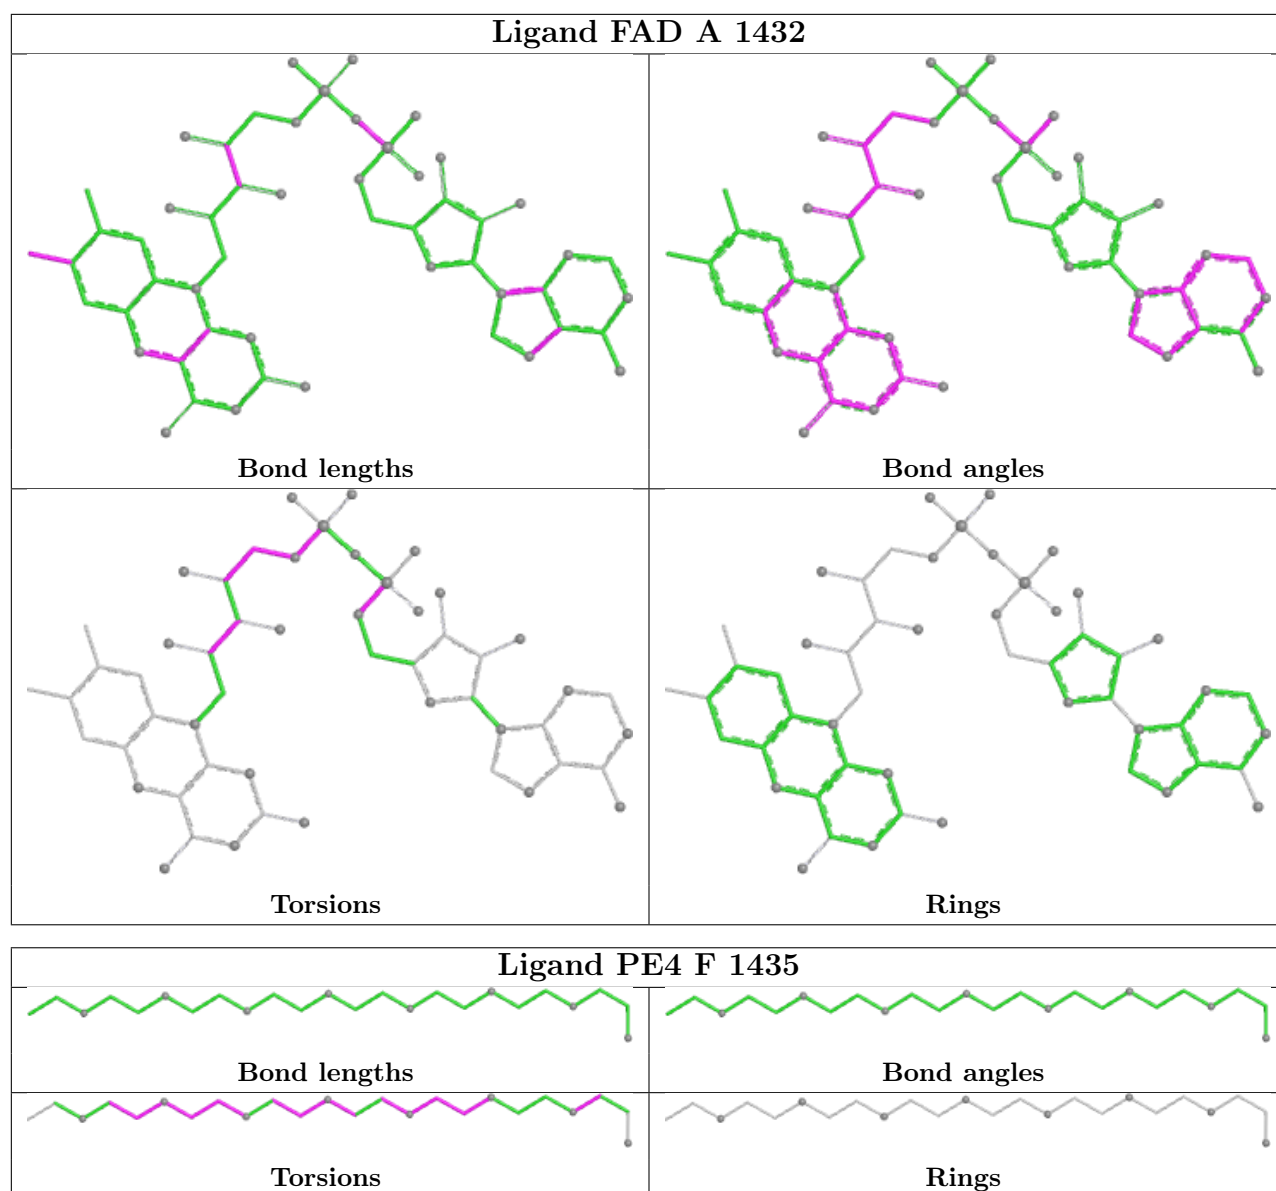 Ligand FAD A 1432
Bond lengths
Bond angles
Torsions
Rings
Ligand PE4 F 1435
Bond lengths
Bond angles
Torsions
Rings